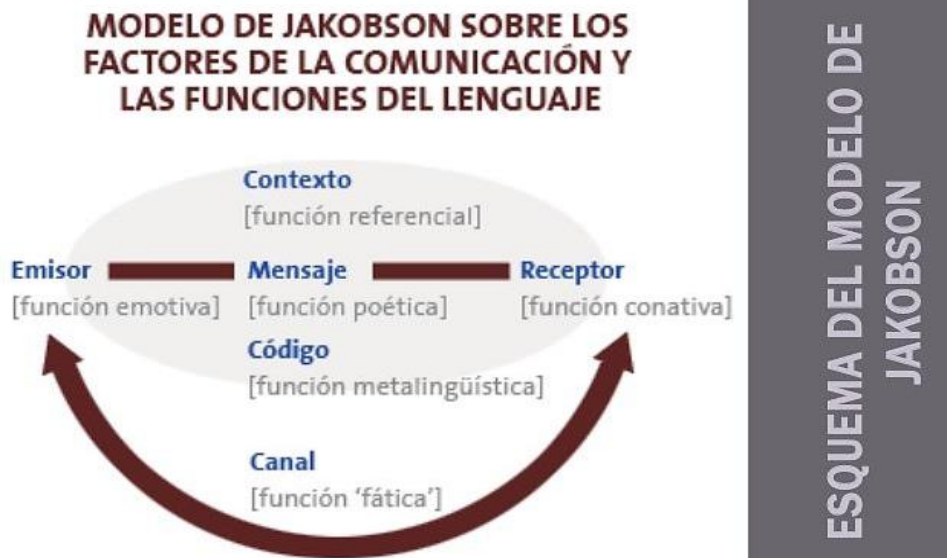 MODELO DE JAKOBSON SOBRE LOS
FACTORES DE LA COMUNICACIÓN Y
LAS FUNCIONES DEL LENGUAJE
Contexto
[función referencial]
Emisor Mensaje Receptor
[función emotiva] [función poética] [función conativa]
Código
[función metalingüística]
Canal
[función ‘fática’]
ESQUEMA DEL MODELO DE
JAKOBSON